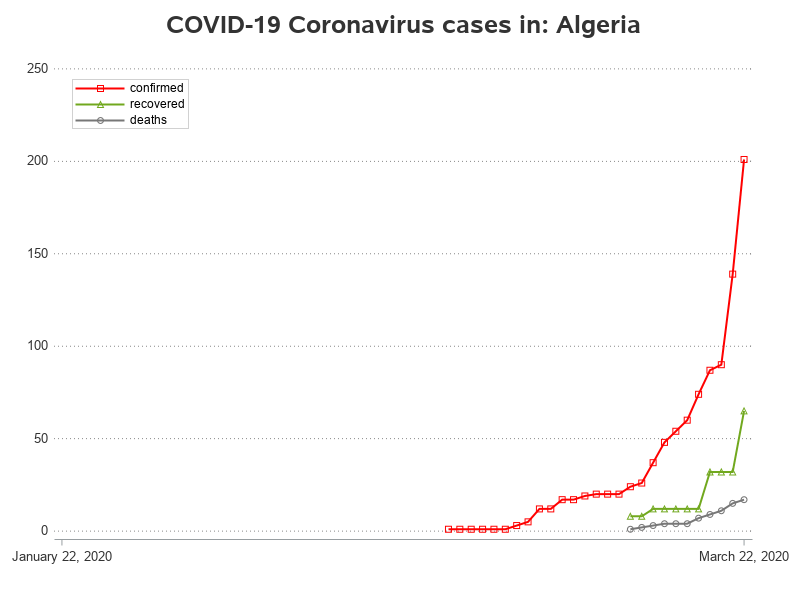 COVID-19 Coronavirus cases in: Algeria
250
confirmed
recovered
deaths
200
150
100
50
0
January 22, 2020
March 22, 2020